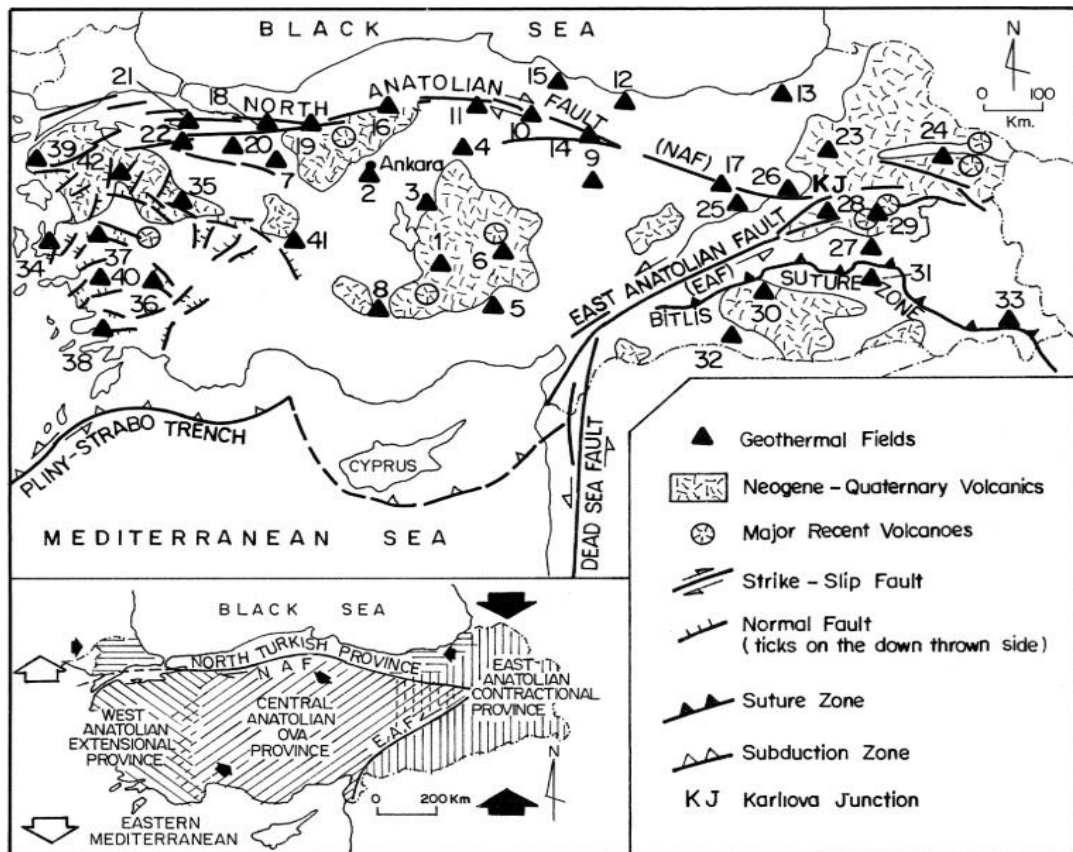 BLACK SEA
N
0 100
Km.
21
18
NORTH
ANATOLIAN
FAULT
15
12
13
16
11
10
14
9
22
20
19
7
39
42
35
Ankara
2
4
3
(NAF)
17
26
25
KJ
23
24
28
29
27
31
34
37
40
36
38
41
1
6
8
5
EAST ANATOLIAN FAULT
(EAF)
BITLIS
SUTURE
ZONE
30
32
33
PLINY-STRABO TRENCH
CYPRUS
DEAD SEA FAULT
MEDITERRANEAN SEA
Geothermal Fields
Neogene-Quaternary Volcanics
Major Recent Volcanoes
Strike-Slip Fault
Normal Fault
(ticks on the down thrown side)
Suture Zone
Subduction Zone
KJ Karlıova Junction
BLACK SEA
NORTH TURKISH PROVINCE
N A F
EAST
ANATOLIAN
CONTRACTIONAL
PROVINCE
WEST
ANATOLIAN
EXTENSIONAL
PROVINCE
CENTRAL
ANATOLIAN
OVA
PROVINCE
E.A.F.
N
0 200 Km
EASTERN
MEDITERRANEAN